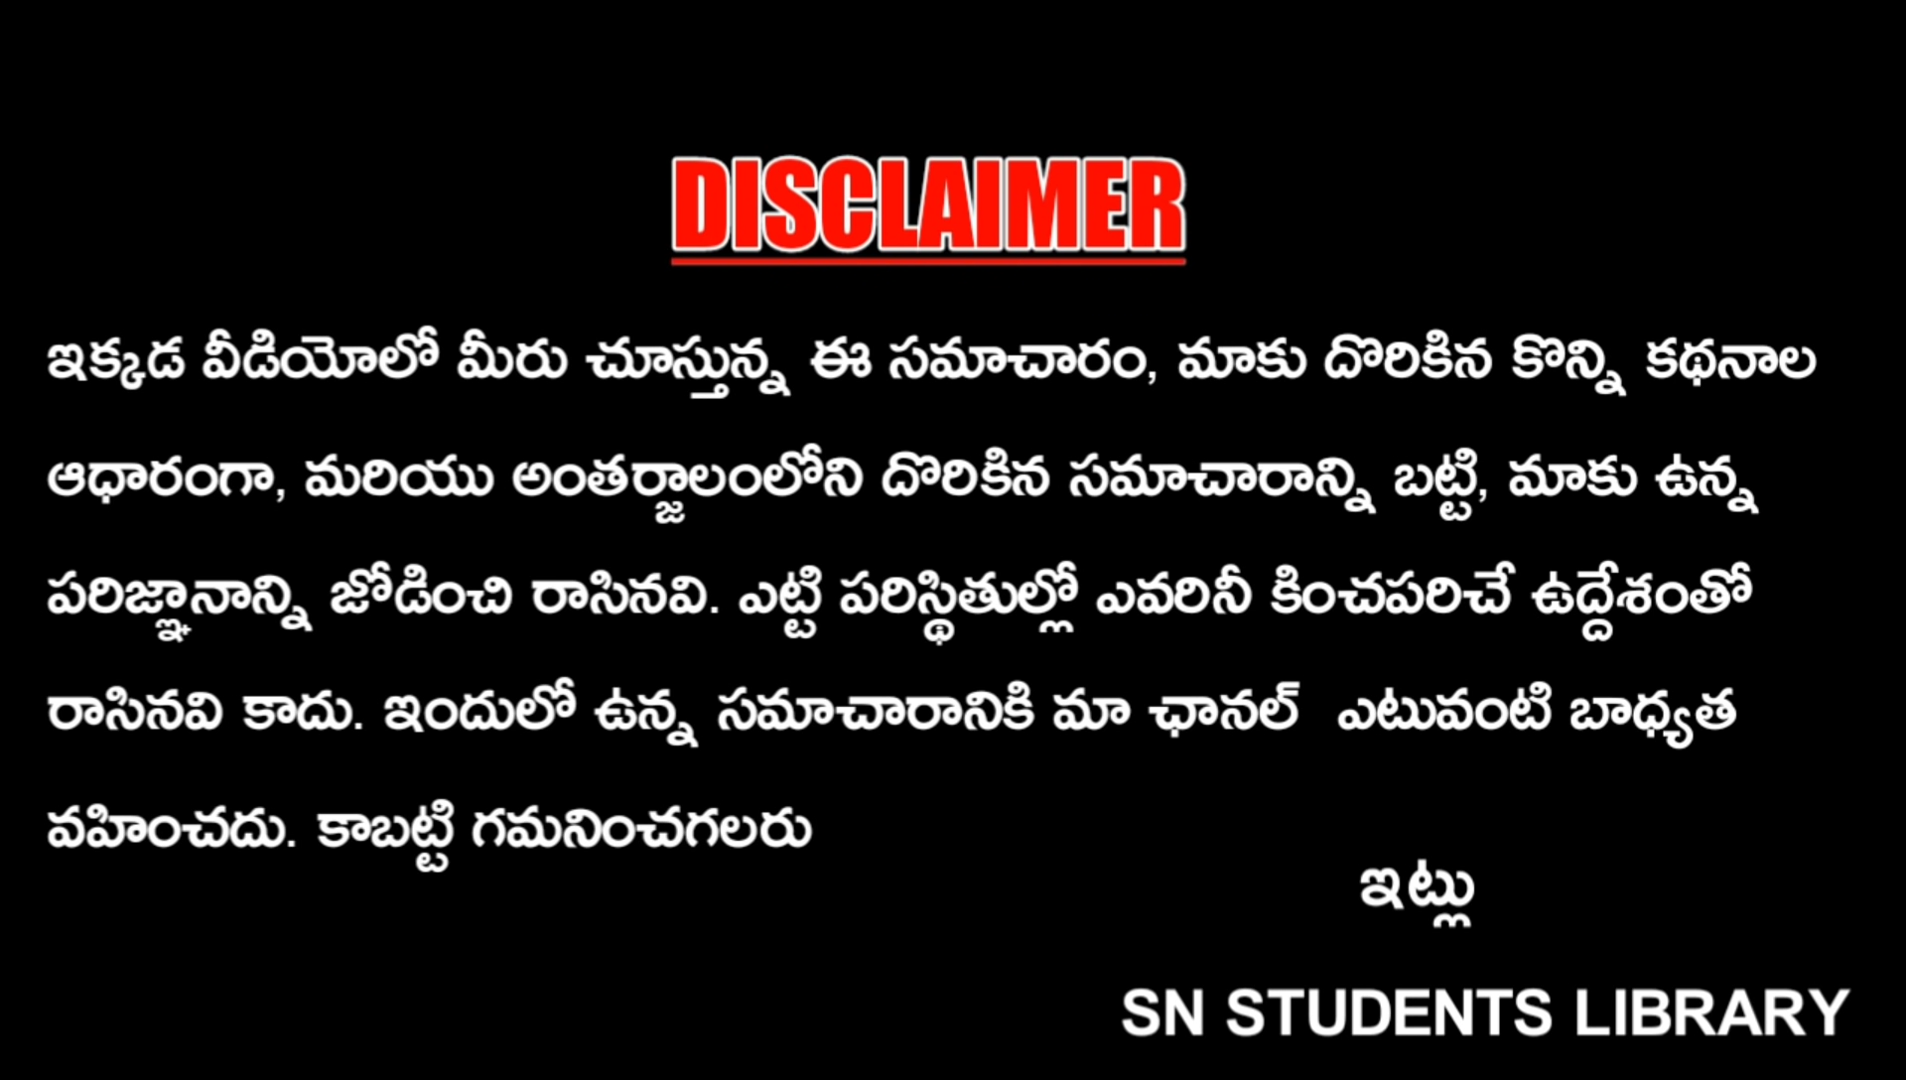 DISCLAIMER
ఇక్కడ వీడియోలో మీరు చూస్తున్న ఈ సమాచారం, మాకు దొరికిన కొన్ని కథనాల
ఆధారంగా, మరియు అంతర్జాలంలోని దొరికిన సమాచారాన్ని బట్టి, మాకు ఉన్న
పరిజ్ఞానాన్ని జోడించి రాసినవి. ఎట్టి పరిస్థితుల్లో ఎవరినీ కించపరిచే ఉద్దేశంతో
రాసినవి కాదు. ఇందులో ఉన్న సమాచారానికి మా ఛానల్ ఎటువంటి బాధ్యత
వహించదు. కాబట్టి గమనించగలరు
ఇట్లు
SN STUDENTS LIBRARY